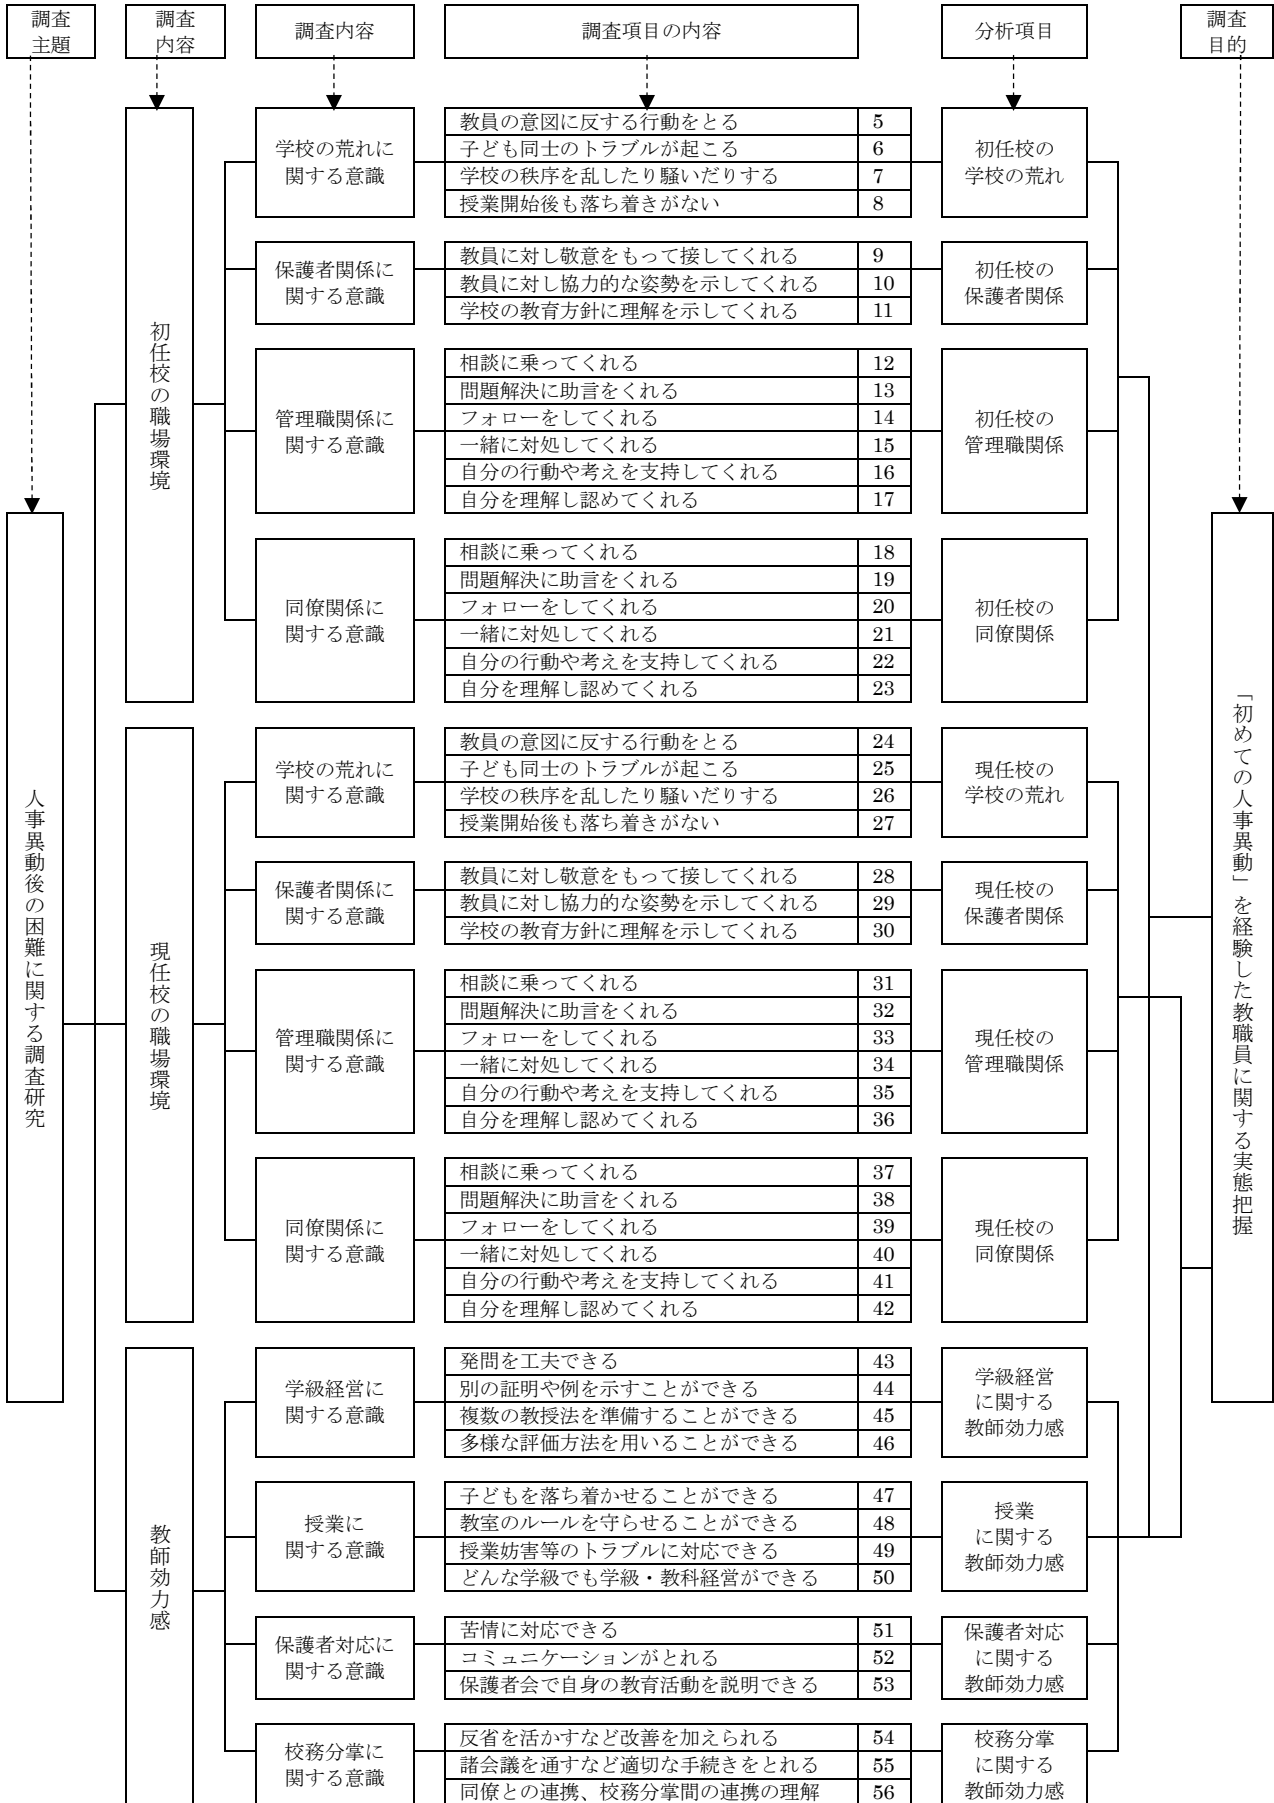 調査
主題
調査
内容
調査内容
調査項目の内容
分析項目
調査
目的
人事異動後の困難に関する調査研究
初任校の職場環境
学校の荒れに
関する意識
教員の意図に反する行動をとる 5
子ども同士のトラブルが起こる 6
学校の秩序を乱したり騒いだりする 7
授業開始後も落ち着きがない 8
初任校の
学校の荒れ
保護者関係に
関する意識
教員に対し敬意をもって接してくれる 9
教員に対し協力的な姿勢を示してくれる 10
学校の教育方針に理解を示してくれる 11
初任校の
保護者関係
管理職関係に
関する意識
相談に乗ってくれる 12
問題解決に助言をくれる 13
フォローをしてくれる 14
一緒に対処してくれる 15
自分の行動や考えを支持してくれる 16
自分を理解し認めてくれる 17
初任校の
管理職関係
同僚関係に
関する意識
相談に乗ってくれる 18
問題解決に助言をくれる 19
フォローをしてくれる 20
一緒に対処してくれる 21
自分の行動や考えを支持してくれる 22
自分を理解し認めてくれる 23
初任校の
同僚関係
現任校の職場環境
学校の荒れに
関する意識
教員の意図に反する行動をとる 24
子ども同士のトラブルが起こる 25
学校の秩序を乱したり騒いだりする 26
授業開始後も落ち着きがない 27
現任校の
学校の荒れ
保護者関係に
関する意識
教員に対し敬意をもって接してくれる 28
教員に対し協力的な姿勢を示してくれる 29
学校の教育方針に理解を示してくれる 30
現任校の
保護者関係
管理職関係に
関する意識
相談に乗ってくれる 31
問題解決に助言をくれる 32
フォローをしてくれる 33
一緒に対処してくれる 34
自分の行動や考えを支持してくれる 35
自分を理解し認めてくれる 36
現任校の
管理職関係
同僚関係に
関する意識
相談に乗ってくれる 37
問題解決に助言をくれる 38
フォローをしてくれる 39
一緒に対処してくれる 40
自分の行動や考えを支持してくれる 41
自分を理解し認めてくれる 42
現任校の
同僚関係
教師効力感
学級経営に
関する意識
発問を工夫できる 43
別の証明や例を示すことができる 44
複数の教授法を準備することができる 45
多様な評価方法を用いることができる 46
学級経営
に関する
教師効力感
授業に
関する意識
子どもを落ち着かせることができる 47
教室のルールを守らせることができる 48
授業妨害等のトラブルに対応できる 49
どんな学級でも学級・教科経営ができる 50
授業
に関する
教師効力感
保護者対応に
関する意識
苦情に対応できる 51
コミュニケーションがとれる 52
保護者会で自身の教育活動を説明できる 53
保護者対応
に関する
教師効力感
校務分掌に
関する意識
反省を活かすなど改善を加えられる 54
諸会議を通すなど適切な手続きをとれる 55
同僚との連携、校務分掌間の連携の理解 56
校務分掌
に関する
教師効力感
「初めての人事異動」を経験した教職員に関する実態把握